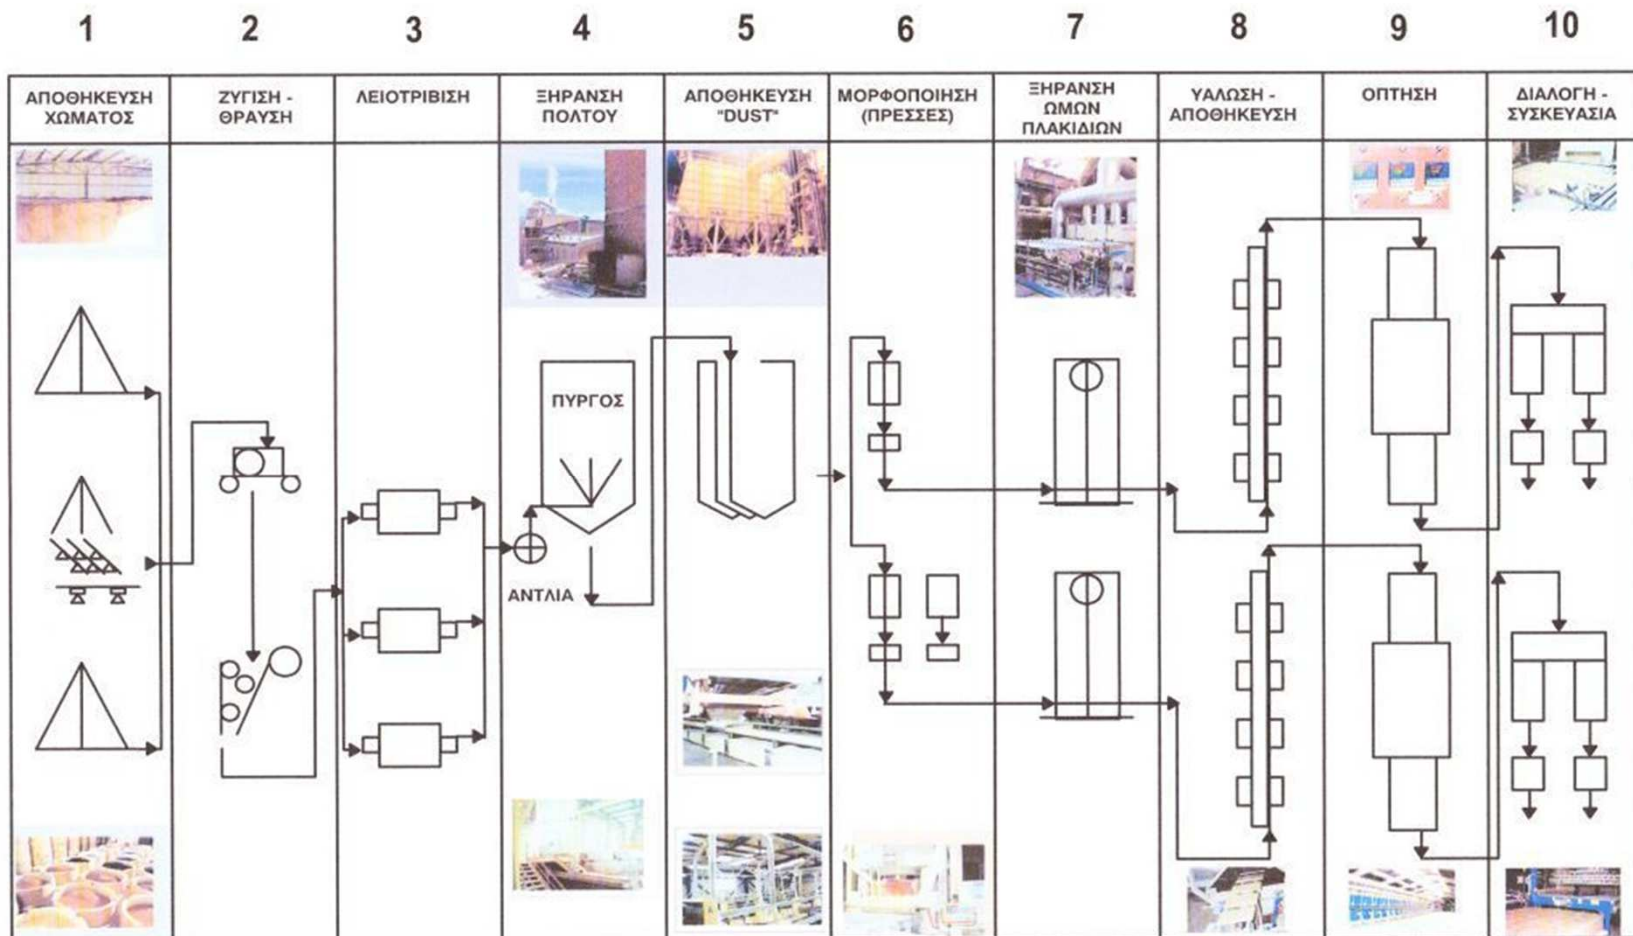 1 2 3 4 5 6 7 8 9 10
ΑΠΟΘΗΚΕΥΣΗ
ΧΩΜΑΤΟΣ
ΖΥΓΙΣΗ -
ΘΡΑΥΣΗ
ΛΕΙΟΤΡΙΒΙΣΗ
ΞΗΡΑΝΣΗ
ΠΟΛΤΟΥ
ΑΠΟΘΗΚΕΥΣΗ
"DUST"
ΜΟΡΦΟΠΟΙΗΣΗ
(ΠΡΕΣΣΕΣ)
ΞΗΡΑΝΣΗ
ΩΜΩΝ
ΠΛΑΚΙΔΙΩΝ
ΥΑΛΩΣΗ -
ΑΠΟΘΗΚΕΥΣΗ
ΟΠΤΗΣΗ
ΔΙΑΛΟΓΗ -
ΣΥΣΚΕΥΑΣΙΑ
ΠΥΡΓΟΣ
ΑΝΤΛΙΑ